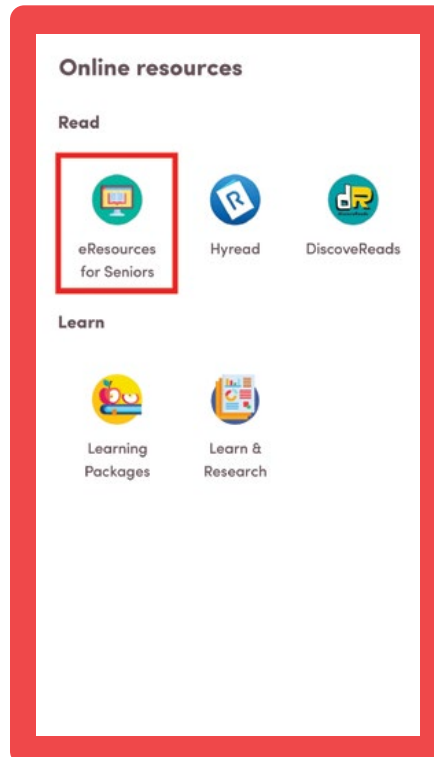 Online resources
Read
eResources for Seniors
Hyread
DiscoveReads
Learn
Learning Packages
Learn & Research